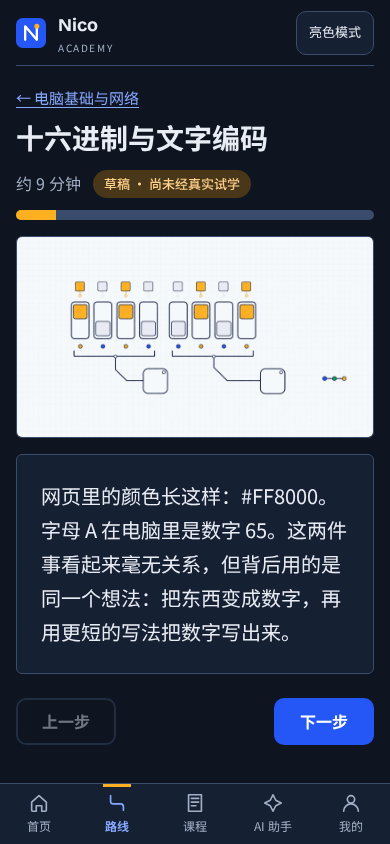 Nico
ACADEMY
亮色模式
← 电脑基础与网络
十六进制与文字编码
约 9 分钟
草稿 · 尚未经真实试学
网页里的颜色长这样：#FF8000。
字母 A 在电脑里是数字 65。这两件
事看起来毫无关系，但背后用的是
同一个想法：把东西变成数字，再
用更短的写法把数字写出来。
上一步
下一步
首页
路线
课程
AI 助手
我的